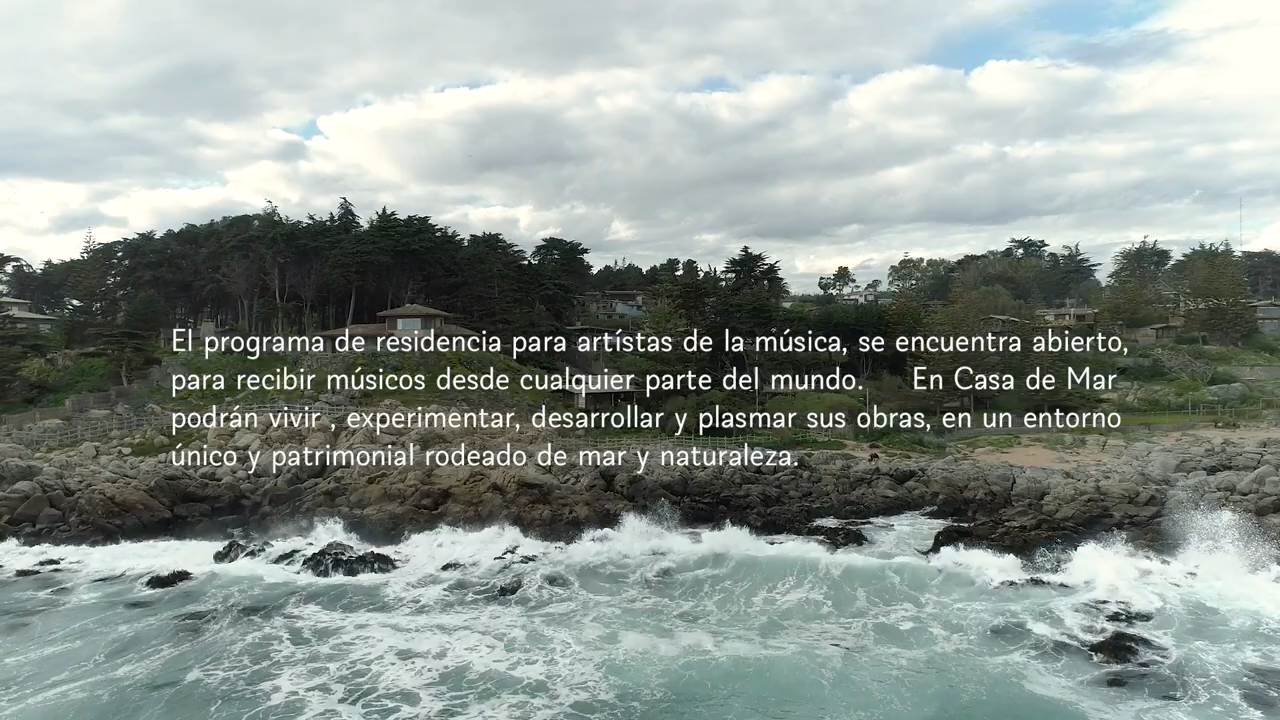 El programa de residencia para artístas de la música, se encuentra abierto,
para recibir músicos desde cualquier parte del mundo.      En Casa de Mar
podrán vivir , experimentar, desarrollar y plasmar sus obras, en un entorno
único y patrimonial rodeado de mar y naturaleza.